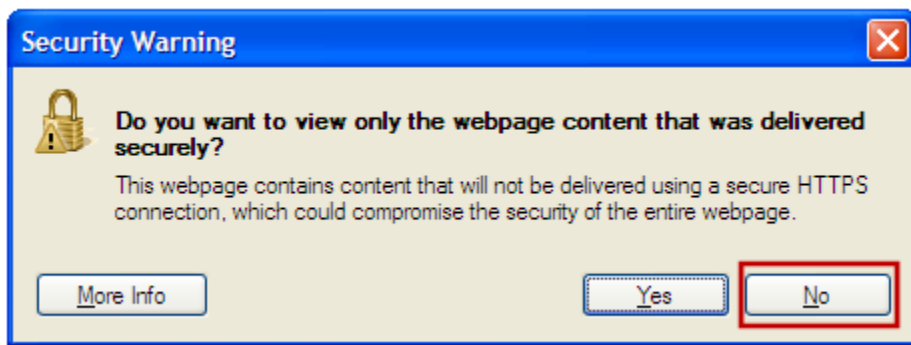 Security Warning
Do you want to view only the webpage content that was delivered
securely?
This webpage contains content that will not be delivered using a secure HTTPS
connection, which could compromise the security of the entire webpage.
More Info Yes No